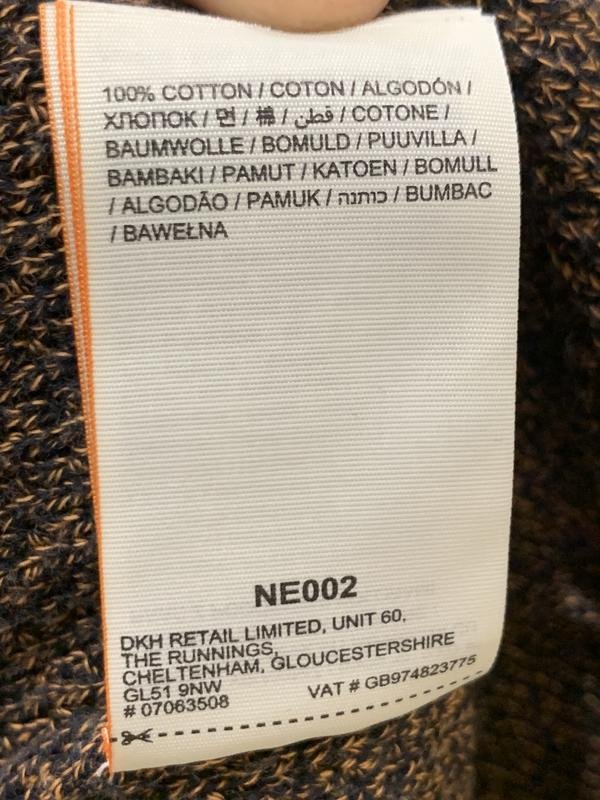 100% COTTON / COTON / ALGODÓN /
ХЛОПОК / 면 / 棉 / قطن / COTONE /
BAUMWOLLE / BOMULD / PUUVILLA /
BAMBAKI / PAMUT / KATOEN / BOMULL
/ ALGODÃO / PAMUK / כותנה / BUMBAC
/ BAWEŁNA
NE002
DKH RETAIL LIMITED, UNIT 60,
THE RUNNINGS,
CHELTENHAM, GLOUCESTERSHIRE
GL51 9NW
# 07063508 VAT # GB974823775